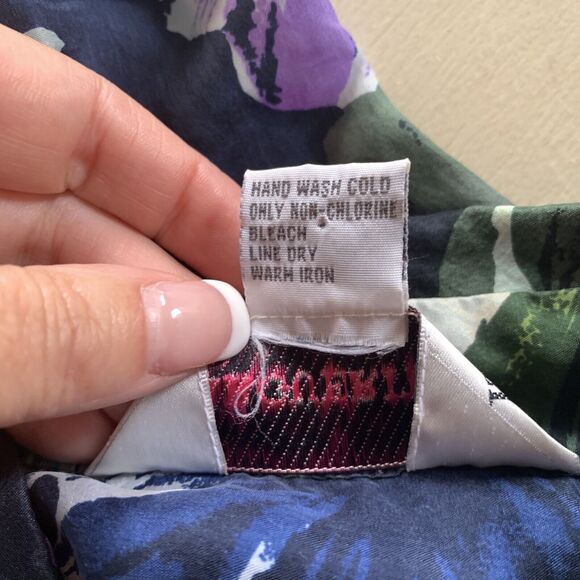 HAND WASH COLD
ONLY NON-CHLORINE
BLEACH
LINE DRY
WARM IRON